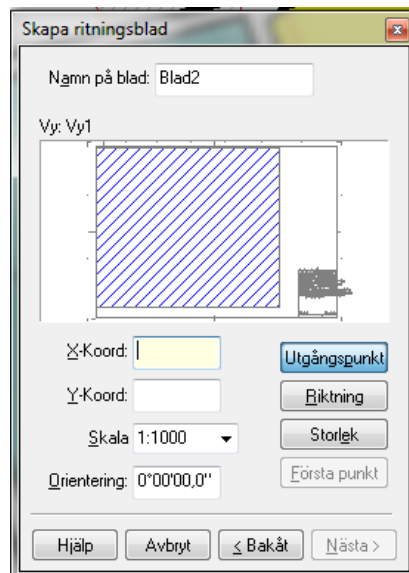 Skapa ritningsblad
Namn på blad: Blad2
Vy: Vy1
X-Koord:
Utgångspunkt
Y-Koord:
Riktning
Skala 1:1000
Storlek
Orientering: 0°00'00,0''
Första punkt
Hjälp Avbryt < Bakåt Nästa >